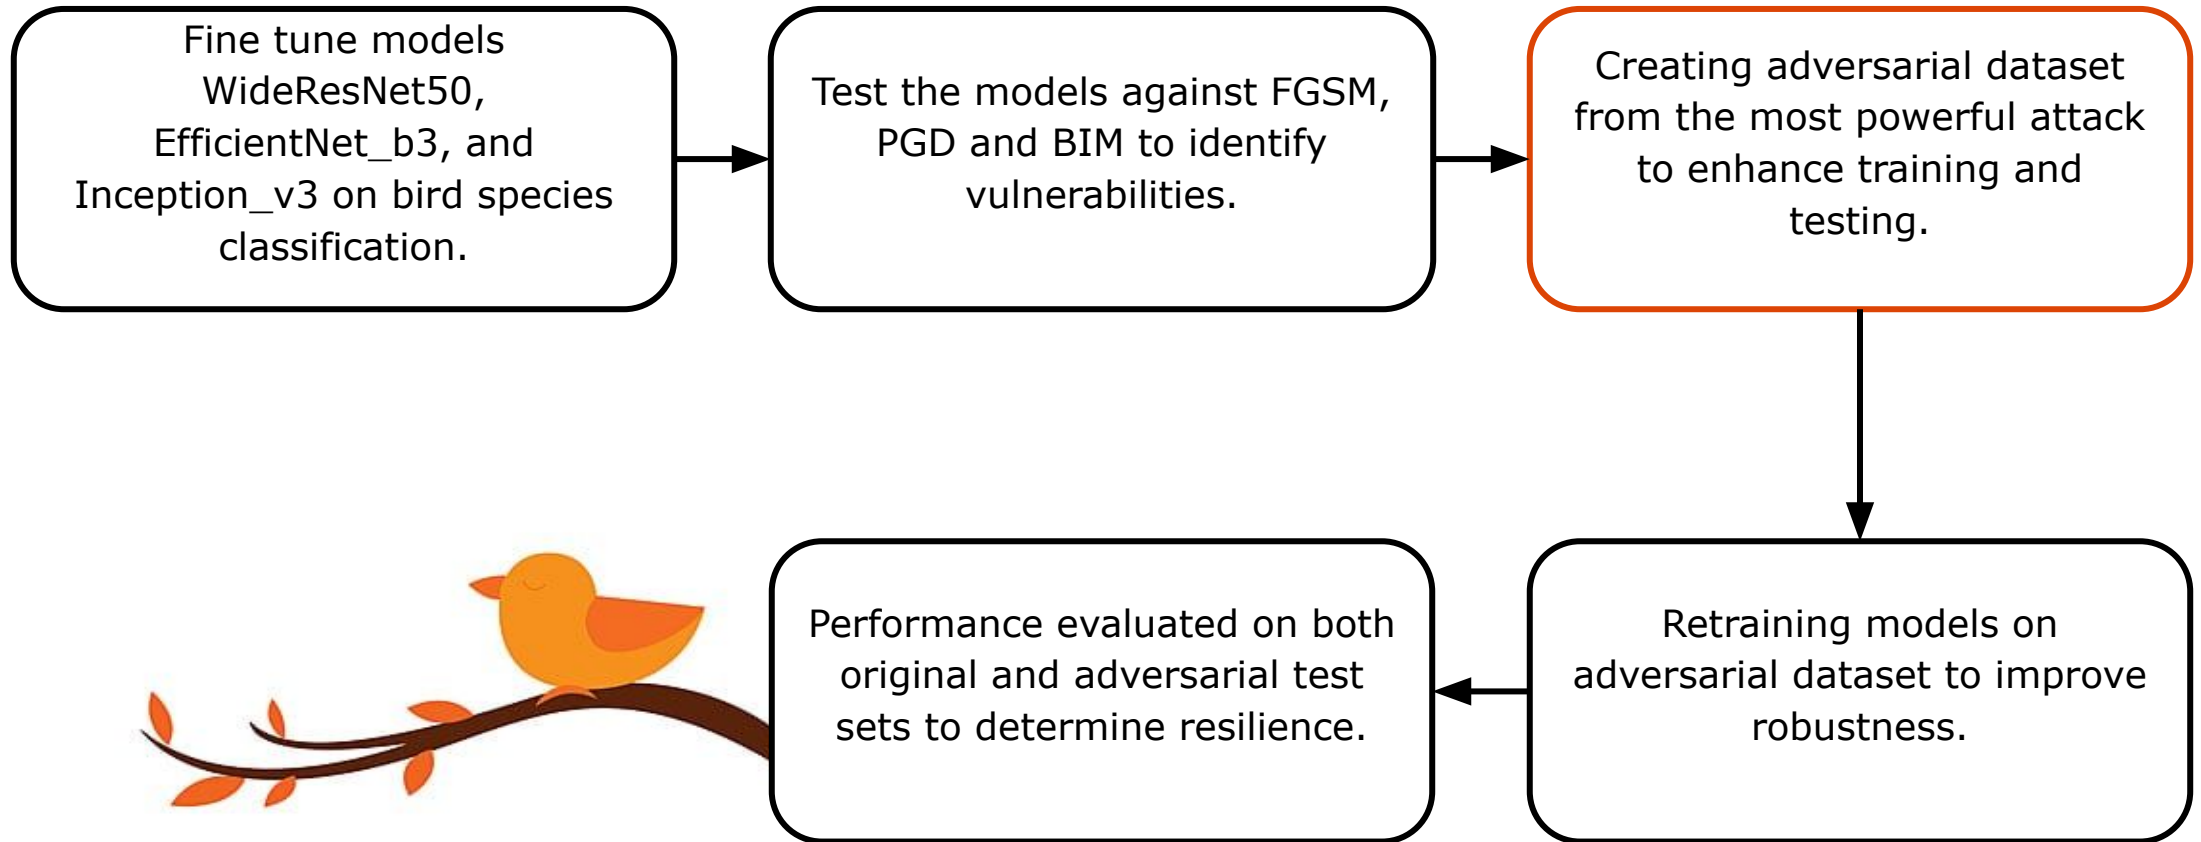 Fine tune models
WideResNet50,
EfficientNet_b3, and
Inception_v3 on bird species
classification.
Test the models against FGSM,
PGD and BIM to identify
vulnerabilities.
Creating adversarial dataset
from the most powerful attack
to enhance training and
testing.
Retraining models on
adversarial dataset to improve
robustness.
Performance evaluated on both
original and adversarial test
sets to determine resilience.